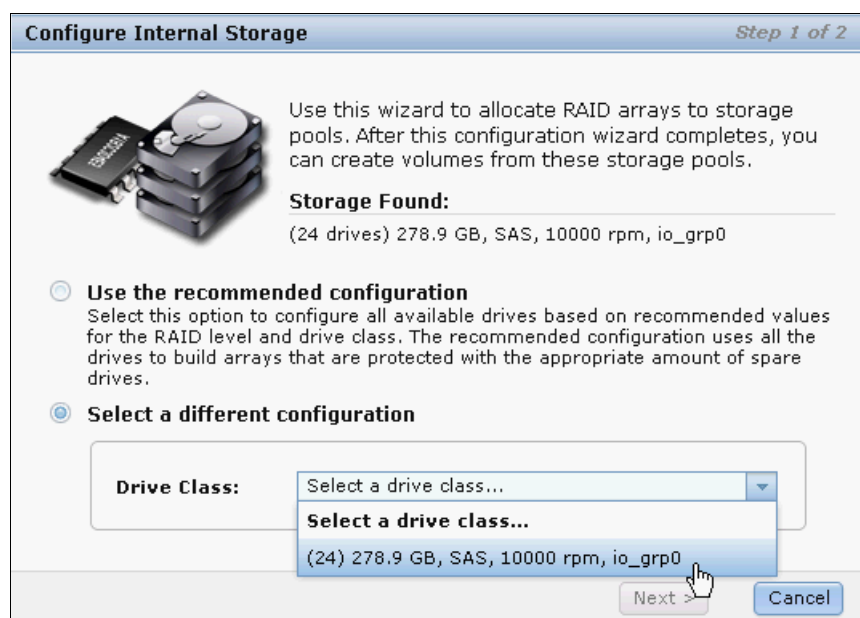 Configure Internal Storage
Step 1 of 2
Use this wizard to allocate RAID arrays to storage
pools. After this configuration wizard completes, you
can create volumes from these storage pools.
Storage Found:
(24 drives) 278.9 GB, SAS, 10000 rpm, io_grp0
Use the recommended configuration
Select this option to configure all available drives based on recommended values
for the RAID level and drive class. The recommended configuration uses all the
drives to build arrays that are protected with the appropriate amount of spare
drives.
Select a different configuration
Drive Class:
Select a drive class...
Select a drive class...
(24) 278.9 GB, SAS, 10000 rpm, io_grp0
Next >
Cancel